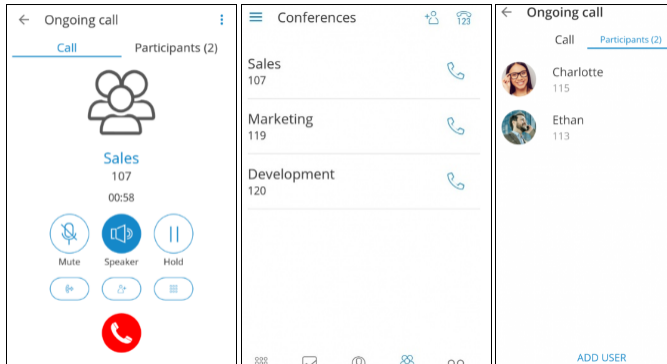 Ongoing call
Call
Participants (2)
Sales
107
00:58
Mute
Speaker
Hold
Conferences
123
Sales
107
Marketing
119
Development
120
Ongoing call
Call
Participants (2)
Charlotte
115
Ethan
113
ADD USER